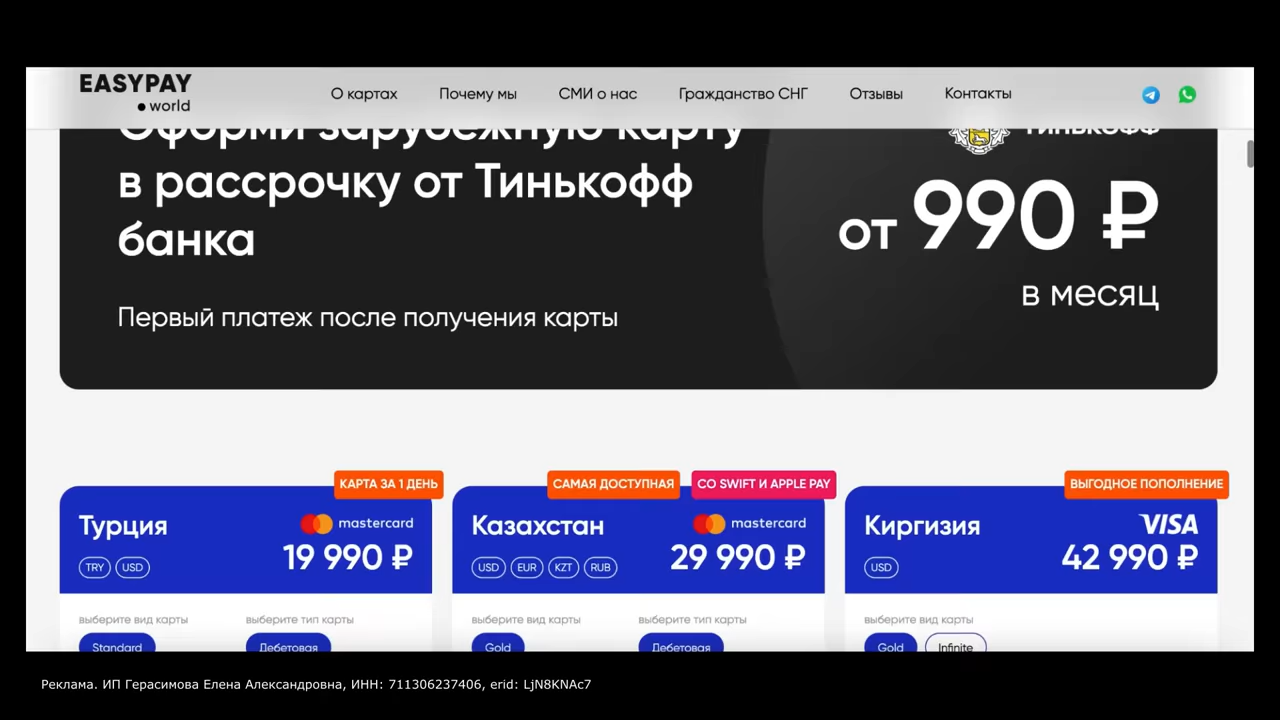 EASYPAY
world
О картах
Почему мы
СМИ о нас
Гражданство СНГ
Отзывы
Контакты
Оформи зарубежную карту
в рассрочку от Тинькофф
банка
Первый платеж после получения карты
ТИНЬКОФФ
от 990 ₽
в месяц
КАРТА ЗА 1 ДЕНЬ
Турция
mastercard
TRY USD
19 990 ₽
выберите вид карты
выберите тип карты
Standard
Дебетовая
САМАЯ ДОСТУПНАЯ
СО SWIFT И APPLE PAY
Казахстан
mastercard
USD EUR KZT RUB
29 990 ₽
выберите вид карты
выберите тип карты
Gold
Дебетовая
ВЫГОДНОЕ ПОПОЛНЕНИЕ
Киргизия
VISA
USD
42 990 ₽
выберите вид карты
Gold
Infinite
Реклама. ИП Герасимова Елена Александровна, ИНН: 711306237406, erid: LjN8KNAc7